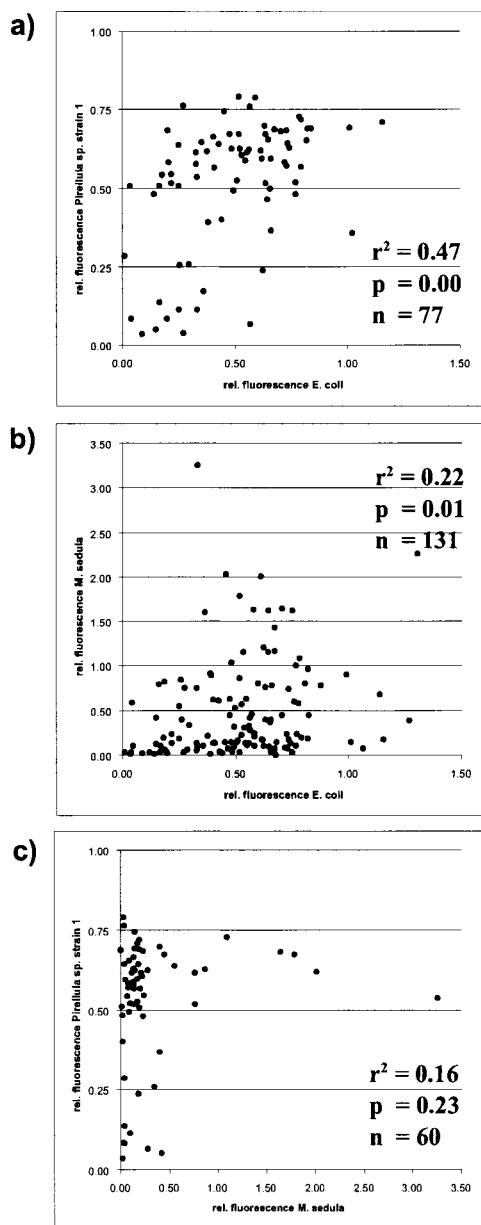 a)
rel. fluorescence Pirellula sp. strain 1
1.00
0.75
0.50
0.25
0.00
0.00 0.50 1.00 1.50
rel. fluorescence E. coli
r² = 0.47
p = 0.00
n = 77
b)
rel. fluorescence M. sedula
3.50
3.00
2.50
2.00
1.50
1.00
0.50
0.00
0.00 0.50 1.00 1.50
rel. fluorescence E. coli
r² = 0.22
p = 0.01
n = 131
c)
rel. fluorescence Pirellula sp. strain 1
1.00
0.75
0.50
0.25
0.00
0.00 0.50 1.00 1.50 2.00 2.50 3.00 3.50
rel. fluorescence M. sedula
r² = 0.16
p = 0.23
n = 60